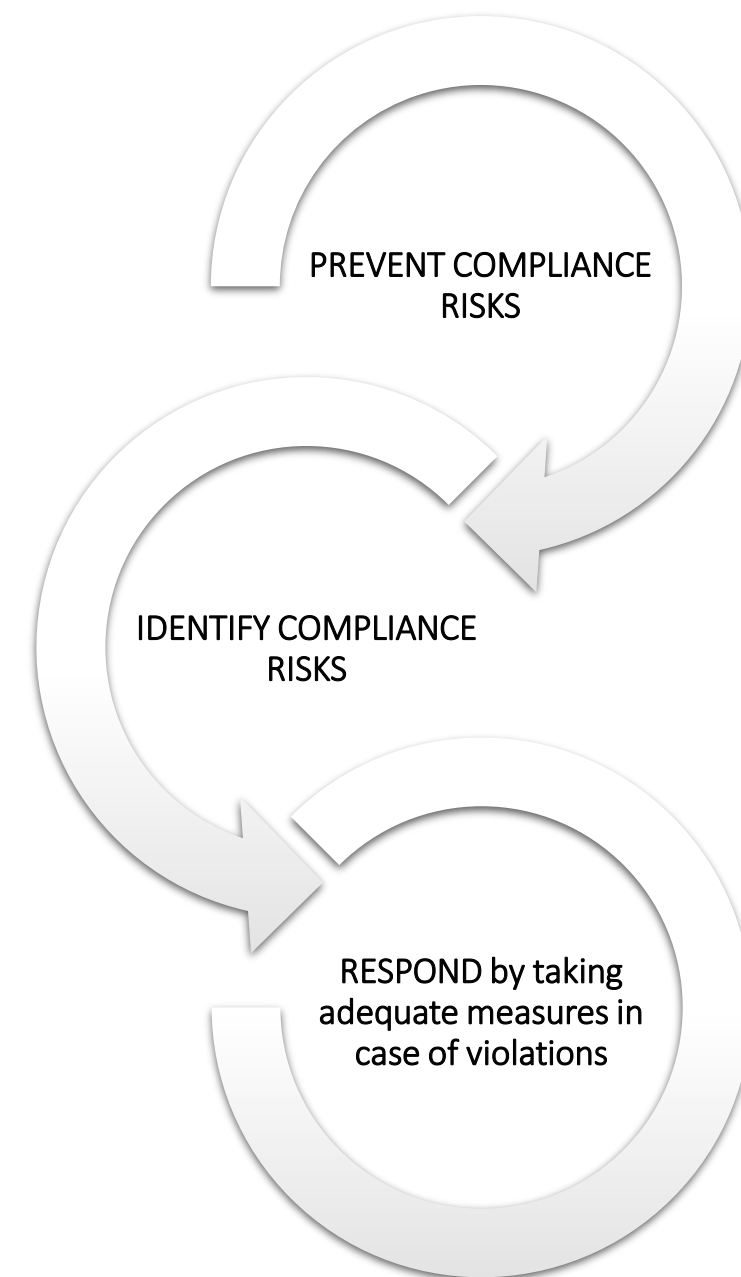 PREVENT COMPLIANCE
RISKS
IDENTIFY COMPLIANCE
RISKS
RESPOND by taking
adequate measures in
case of violations